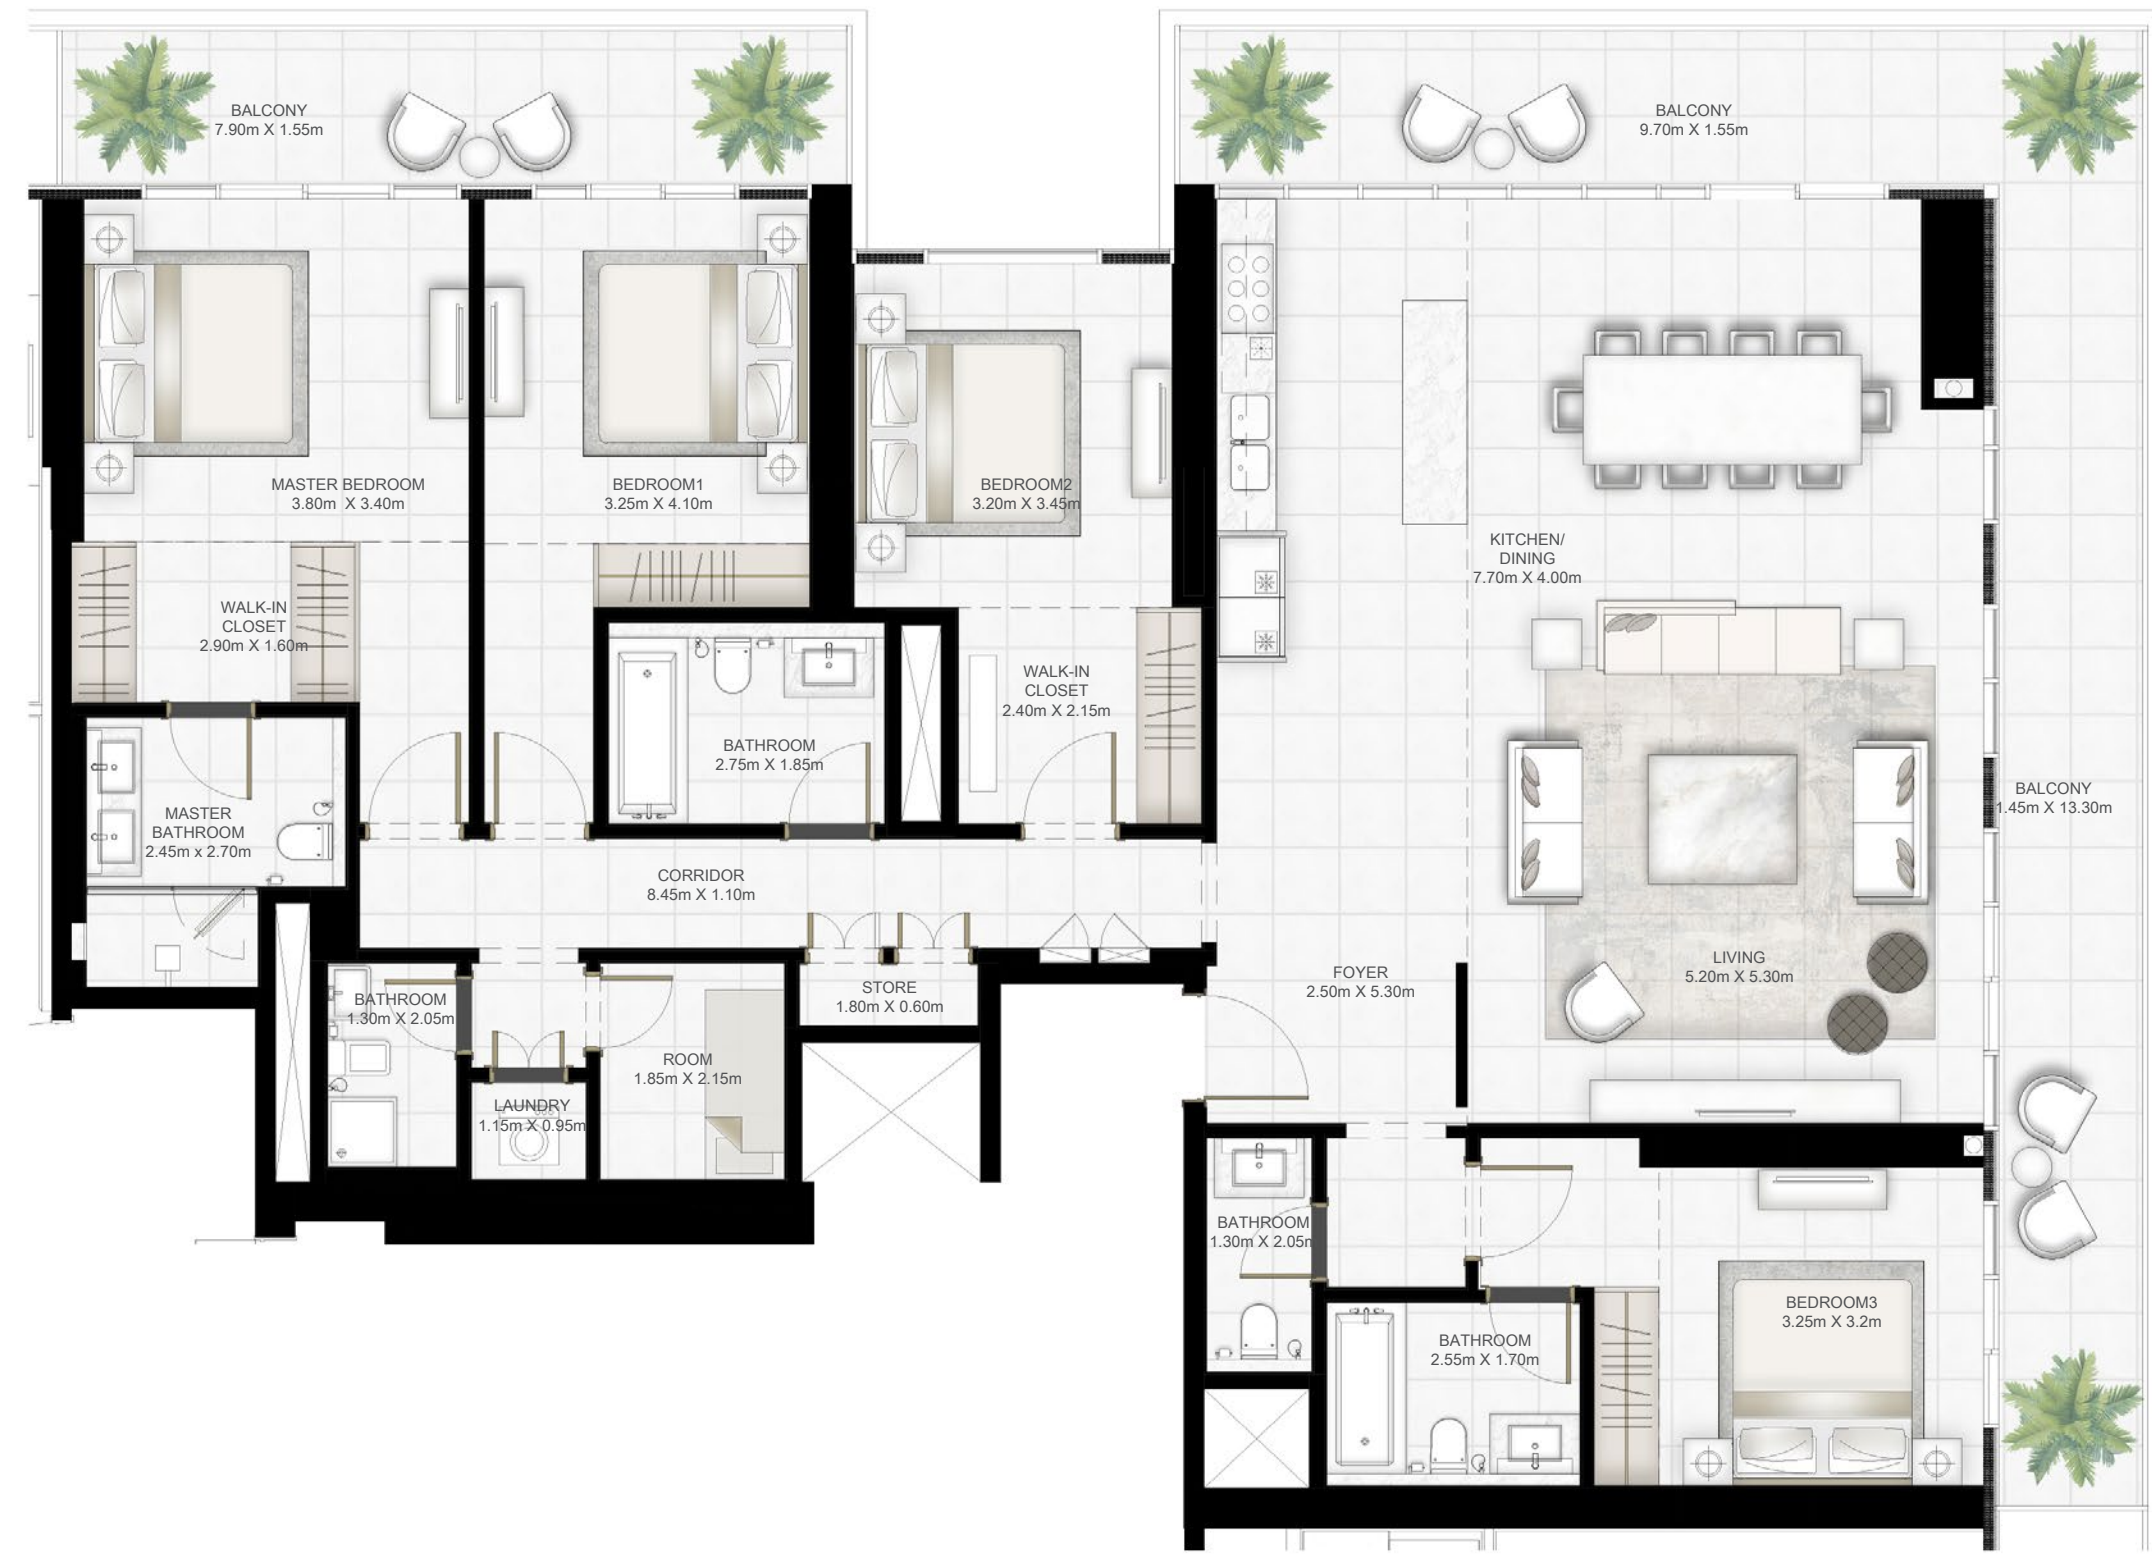 BALCONY
7.90m X 1.55m
BALCONY
9.70m X 1.55m
MASTER BEDROOM
3.80m X 3.40m
BEDROOM1
3.25m X 4.10m
BEDROOM2
3.20m X 3.45m
KITCHEN/
DINING
7.70m X 4.00m
WALK-IN
CLOSET
2.90m X 1.60m
WALK-IN
CLOSET
2.40m X 2.15m
BATHROOM
2.75m X 1.85m
MASTER
BATHROOM
2.45m x 2.70m
BALCONY
1.45m X 13.30m
CORRIDOR
8.45m X 1.10m
LIVING
5.20m X 5.30m
FOYER
2.50m X 5.30m
STORE
1.80m X 0.60m
BATHROOM
1.30m X 2.05m
ROOM
1.85m X 2.15m
LAUNDRY
1.15m X 0.95m
BATHROOM
1.30m X 2.05m
BEDROOM3
3.25m X 3.2m
BATHROOM
2.55m X 1.70m